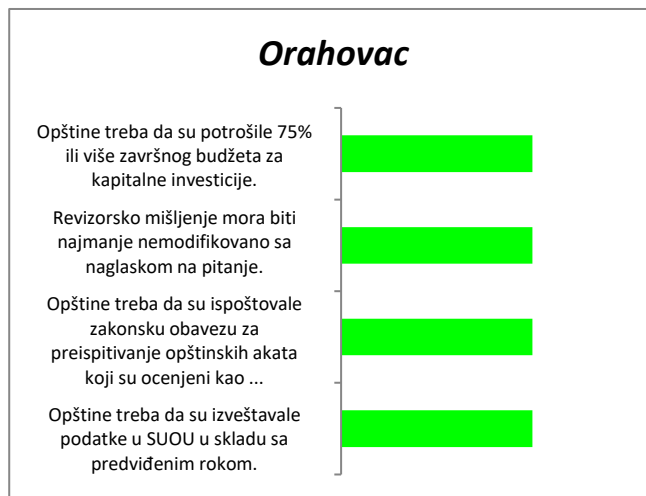 Orahovac
Opštine treba da su potrošile 75%
ili više završnog budžeta za
kapitalne investicije.
Revizorsko mišljenje mora biti
najmanje nemodifikovano sa
naglaskom na pitanje.
Opštine treba da su ispoštovale
zakonsku obavezu za
preispitivanje opštinskih akata
koji su ocenjeni kao ...
Opštine treba da su izveštavale
podatke u SUOU u skladu sa
predviđenim rokom.